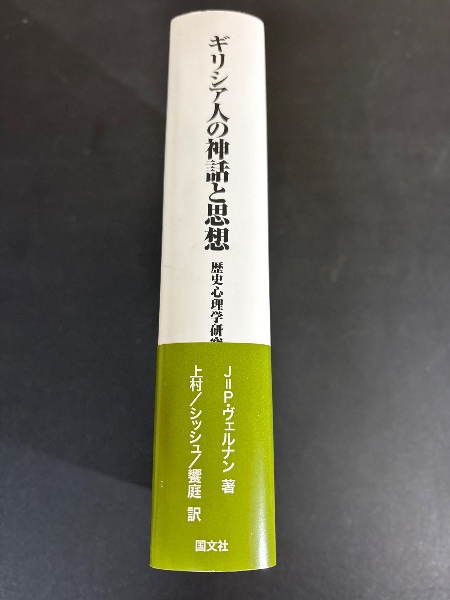 ギリシア人の神話と思想
歴史心理学研究
J=P・ヴェルナン 著
上村/シッシュ/饗庭 訳
国文社